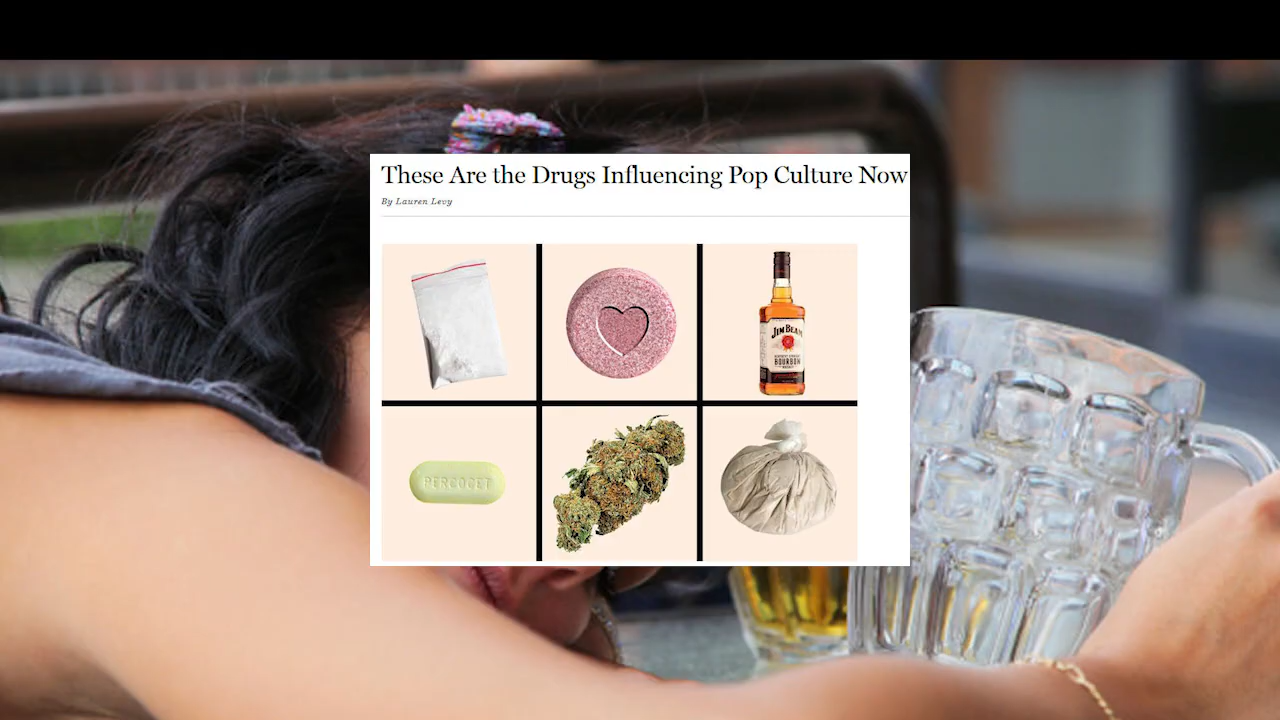 These Are the Drugs Influencing Pop Culture Now
By Lauren Levy
JIM BEAM
BOURBON
PERCOCET